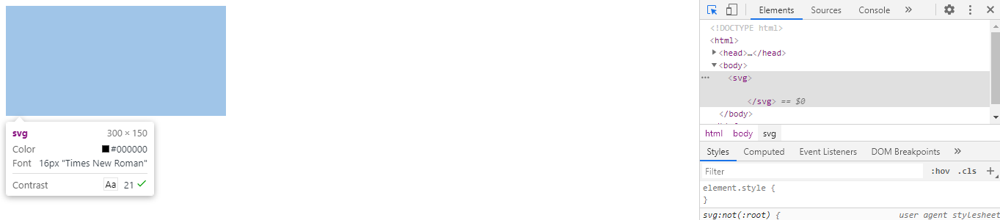 Elements Sources Console »
<!DOCTYPE html>
<html>
<head>…</head>
<body>
<svg>
</svg> == $0
</body>
html body svg
Styles Computed Event Listeners DOM Breakpoints »
Filter :hov .cls +
element.style {
}
svg:not(:root) { user agent stylesheet
svg 300 × 150
Color #000000
Font 16px "Times New Roman"
Contrast Aa 21